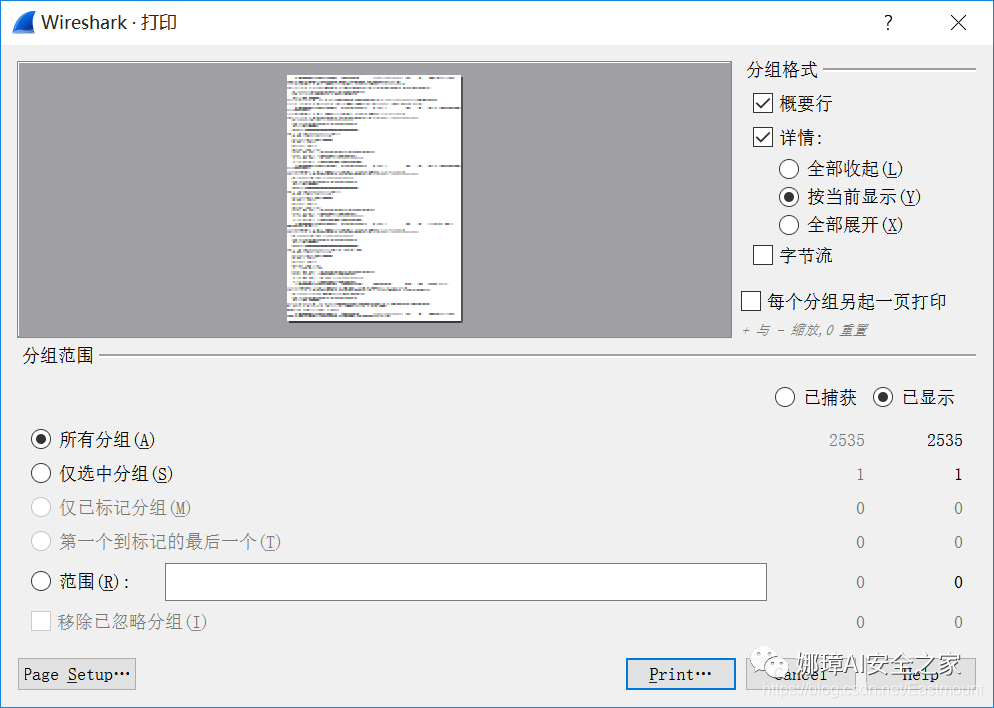 Wireshark · 打印
?
分组格式
概要行
详情:
全部收起(L)
按当前显示(Y)
全部展开(X)
字节流
每个分组另起一页打印
+ 与 - 缩放, 0 重置
分组范围
已捕获 已显示
所有分组(A) 2535 2535
仅选中分组(S) 1 1
仅已标记分组(M) 0 0
第一个到标记的最后一个(T) 0 0
范围(R): 0 0
移除已忽略分组(I) 0 0
Page Setup… Print… Cancel Help
娜璋AI安全之家
https://blog.csdn.net/Eastmount